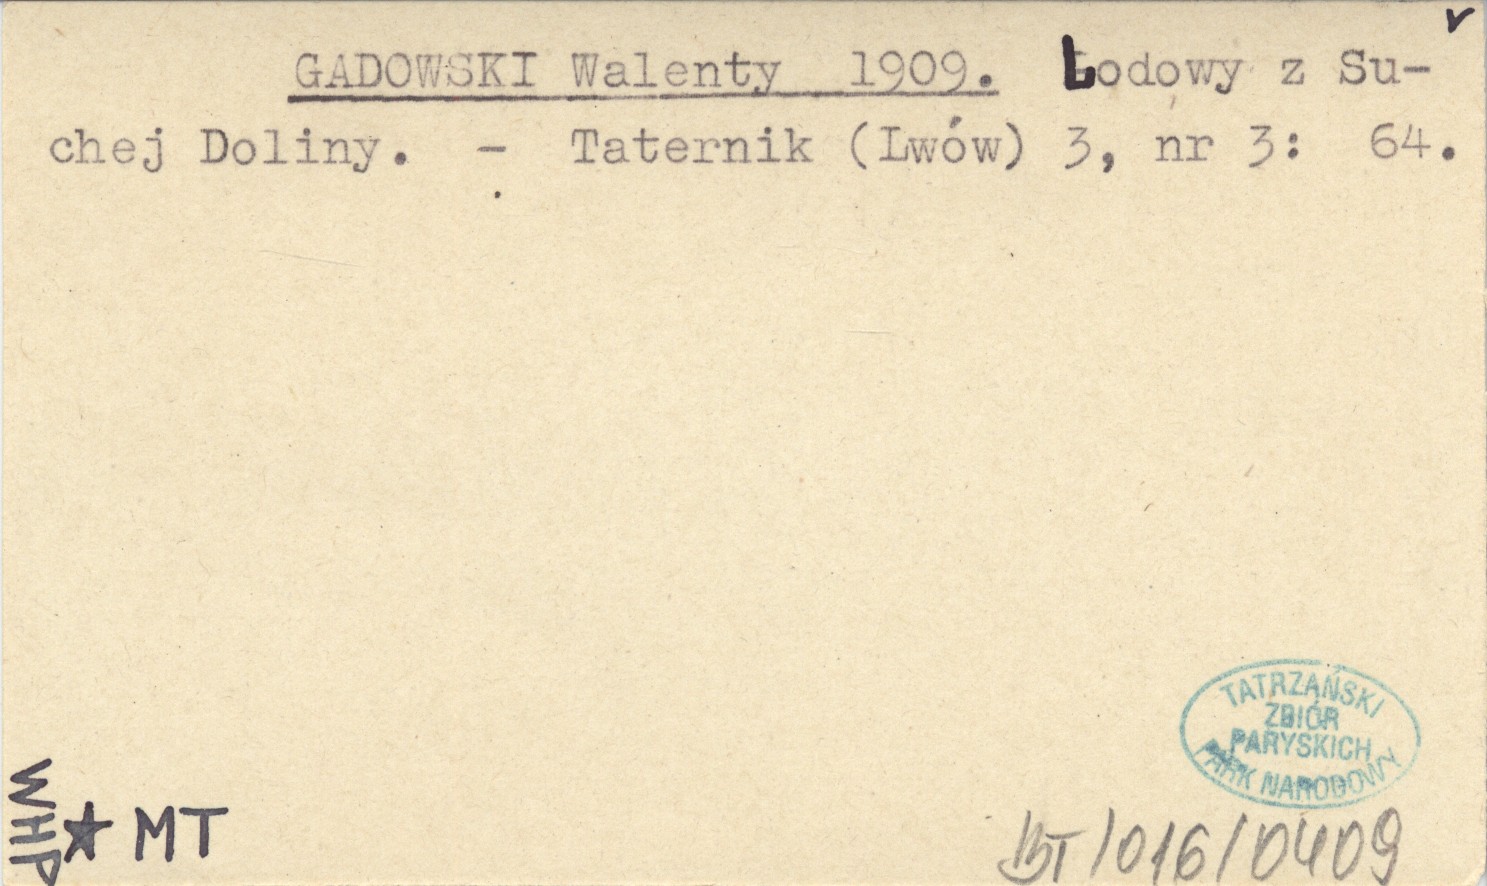 v
GADOWSKI Walenty 1909. Lodowy z Su-
chej Doliny. - Taternik (Lwów) 3, nr 3: 64.
TATRZAŃSKI
ZBIÓR
PARYSKICH
PARK NARODOWY
WHP
★ MT
BT/016/0409